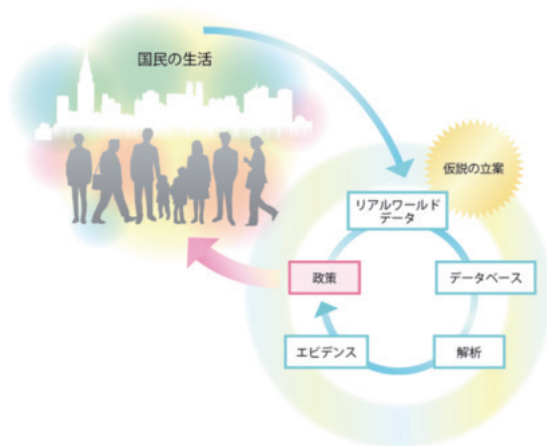 国民の生活
仮説の立案
リアルワールド
データ
データベース
解析
エビデンス
政策